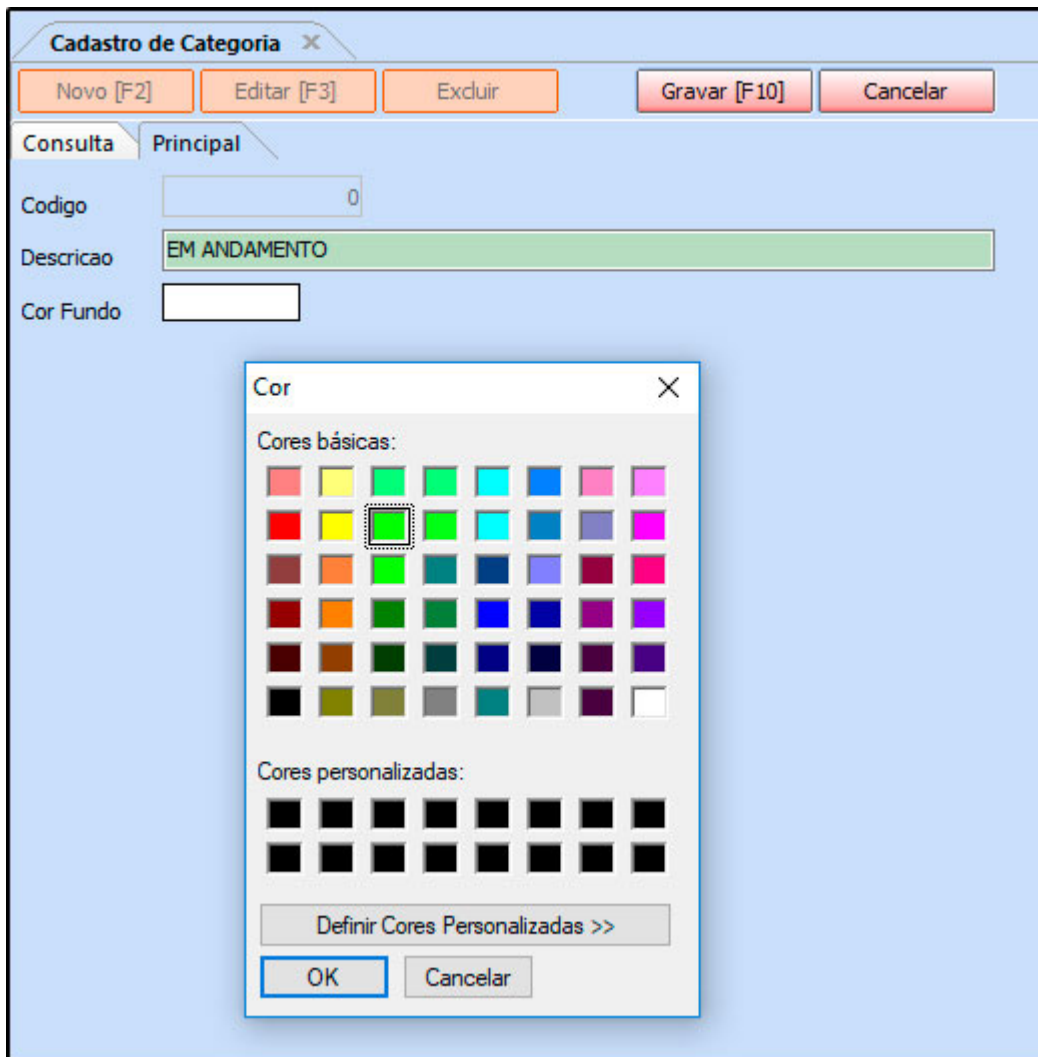 Cadastro de Categoria
Novo [F2] Editar [F3] Excluir Gravar [F10] Cancelar
Consulta Principal
Codigo 0
Descricao EM ANDAMENTO
Cor Fundo
Cor
Cores básicas:
Cores personalizadas:
Definir Cores Personalizadas >>
OK Cancelar